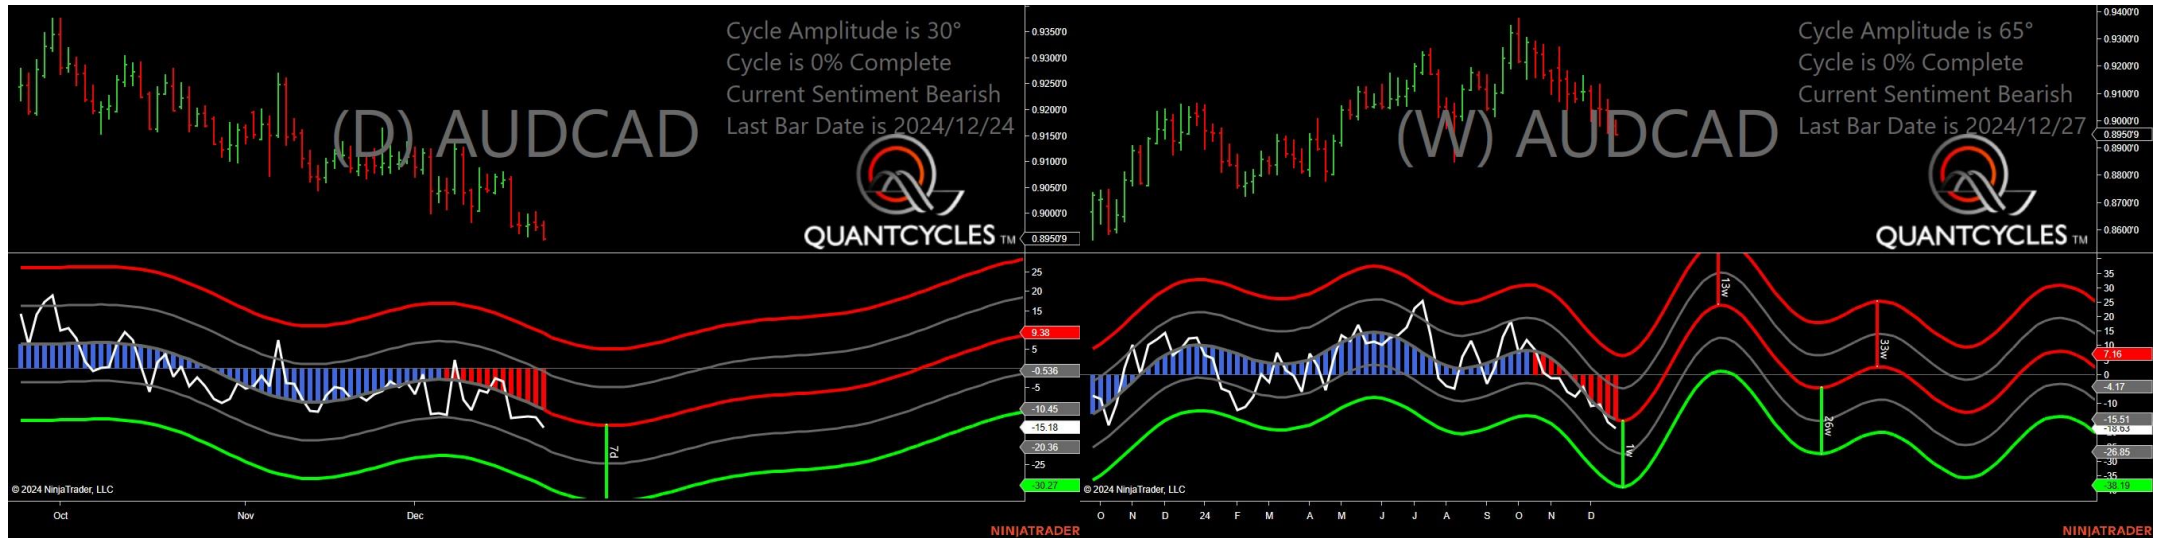 Cycle Amplitude is 30°
Cycle is 0% Complete
Current Sentiment Bearish
Last Bar Date is 2024/12/24
(D) AUDCAD
QUANTCYCLES TM
0.9350'0
0.9300'0
0.9250'0
0.9200'0
0.9150'0
0.9100'0
0.9050'0
0.9000'0
0.8950'9
25
20
15
9.38
5
-0.536
-5
-10.45
-15.18
-20.36
-25
-30.27
7d
© 2024 NinjaTrader, LLC
Oct Nov Dec
NINJATRADER
Cycle Amplitude is 65°
Cycle is 0% Complete
Current Sentiment Bearish
Last Bar Date is 2024/12/27
(W) AUDCAD
QUANTCYCLES TM
0.9400'0
0.9300'0
0.9200'0
0.9100'0
0.9000'0
0.8950'9
0.8900'0
0.8800'0
0.8700'0
0.8600'0
35
30
25
20
15
10
7.16
0
-4.17
-10
-15.51
-18.63
-26.85
-30
-35
-38.19
1w
13w
26w
33w
© 2024 NinjaTrader, LLC
O N D 24 F M A M J J A S O N D
NINJATRADER